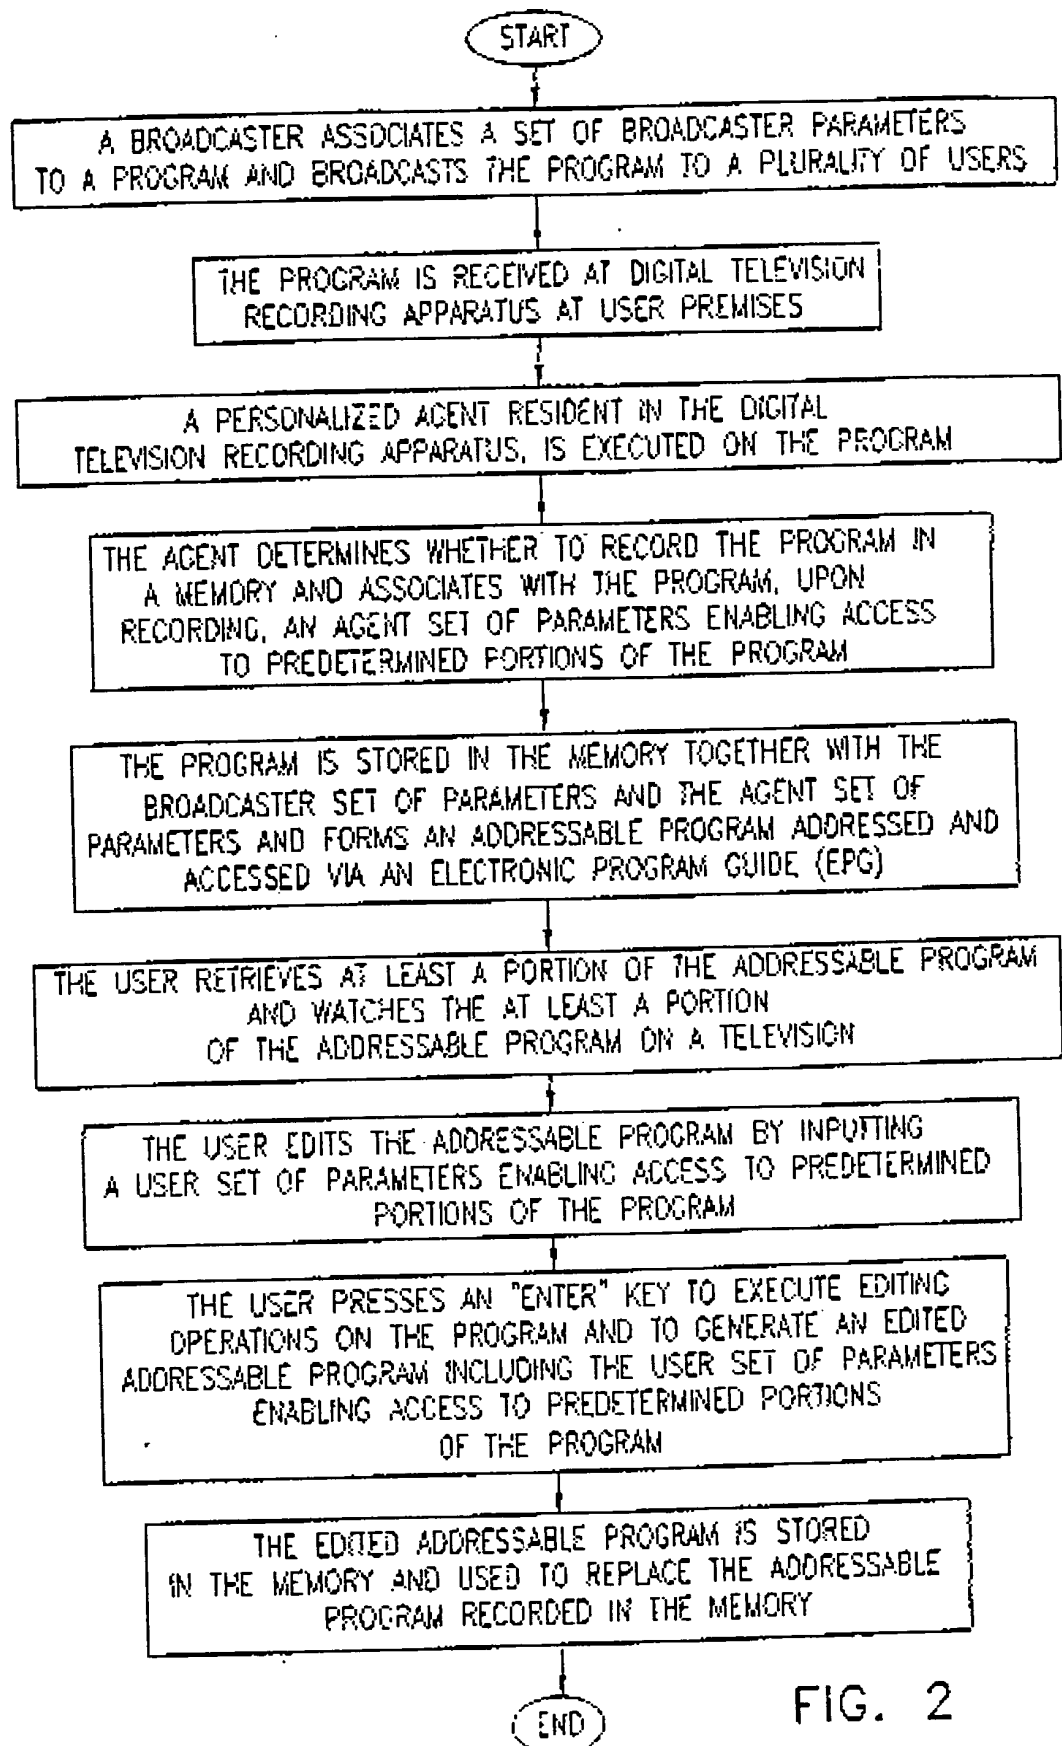 START
A BROADCASTER ASSOCIATES A SET OF BROADCASTER PARAMETERS
TO A PROGRAM AND BROADCASTS THE PROGRAM TO A PLURALITY OF USERS
THE PROGRAM IS RECEIVED AT DIGITAL TELEVISION
RECORDING APPARATUS AT USER PREMISES
A PERSONALIZED AGENT RESIDENT IN THE DIGITAL
TELEVISION RECORDING APPARATUS, IS EXECUTED ON THE PROGRAM
THE AGENT DETERMINES WHETHER TO RECORD THE PROGRAM IN
A MEMORY AND ASSOCIATES WITH THE PROGRAM, UPON
RECORDING, AN AGENT SET OF PARAMETERS ENABLING ACCESS
TO PREDETERMINED PORTIONS OF THE PROGRAM
THE PROGRAM IS STORED IN THE MEMORY TOGETHER WITH THE
BROADCASTER SET OF PARAMETERS AND THE AGENT SET OF
PARAMETERS AND FORMS AN ADDRESSABLE PROGRAM ADDRESSED AND
ACCESSED VIA AN ELECTRONIC PROGRAM GUIDE (EPG)
THE USER RETRIEVES AT LEAST A PORTION OF THE ADDRESSABLE PROGRAM
AND WATCHES THE AT LEAST A PORTION
OF THE ADDRESSABLE PROGRAM ON A TELEVISION
THE USER EDITS THE ADDRESSABLE PROGRAM BY INPUTTING
A USER SET OF PARAMETERS ENABLING ACCESS TO PREDETERMINED
PORTIONS OF THE PROGRAM
THE USER PRESSES AN "ENTER" KEY TO EXECUTE EDITING
OPERATIONS ON THE PROGRAM AND TO GENERATE AN EDITED
ADDRESSABLE PROGRAM INCLUDING THE USER SET OF PARAMETERS
ENABLING ACCESS TO PREDETERMINED PORTIONS
OF THE PROGRAM
THE EDITED ADDRESSABLE PROGRAM IS STORED
IN THE MEMORY AND USED TO REPLACE THE ADDRESSABLE
PROGRAM RECORDED IN THE MEMORY
END
FIG. 2